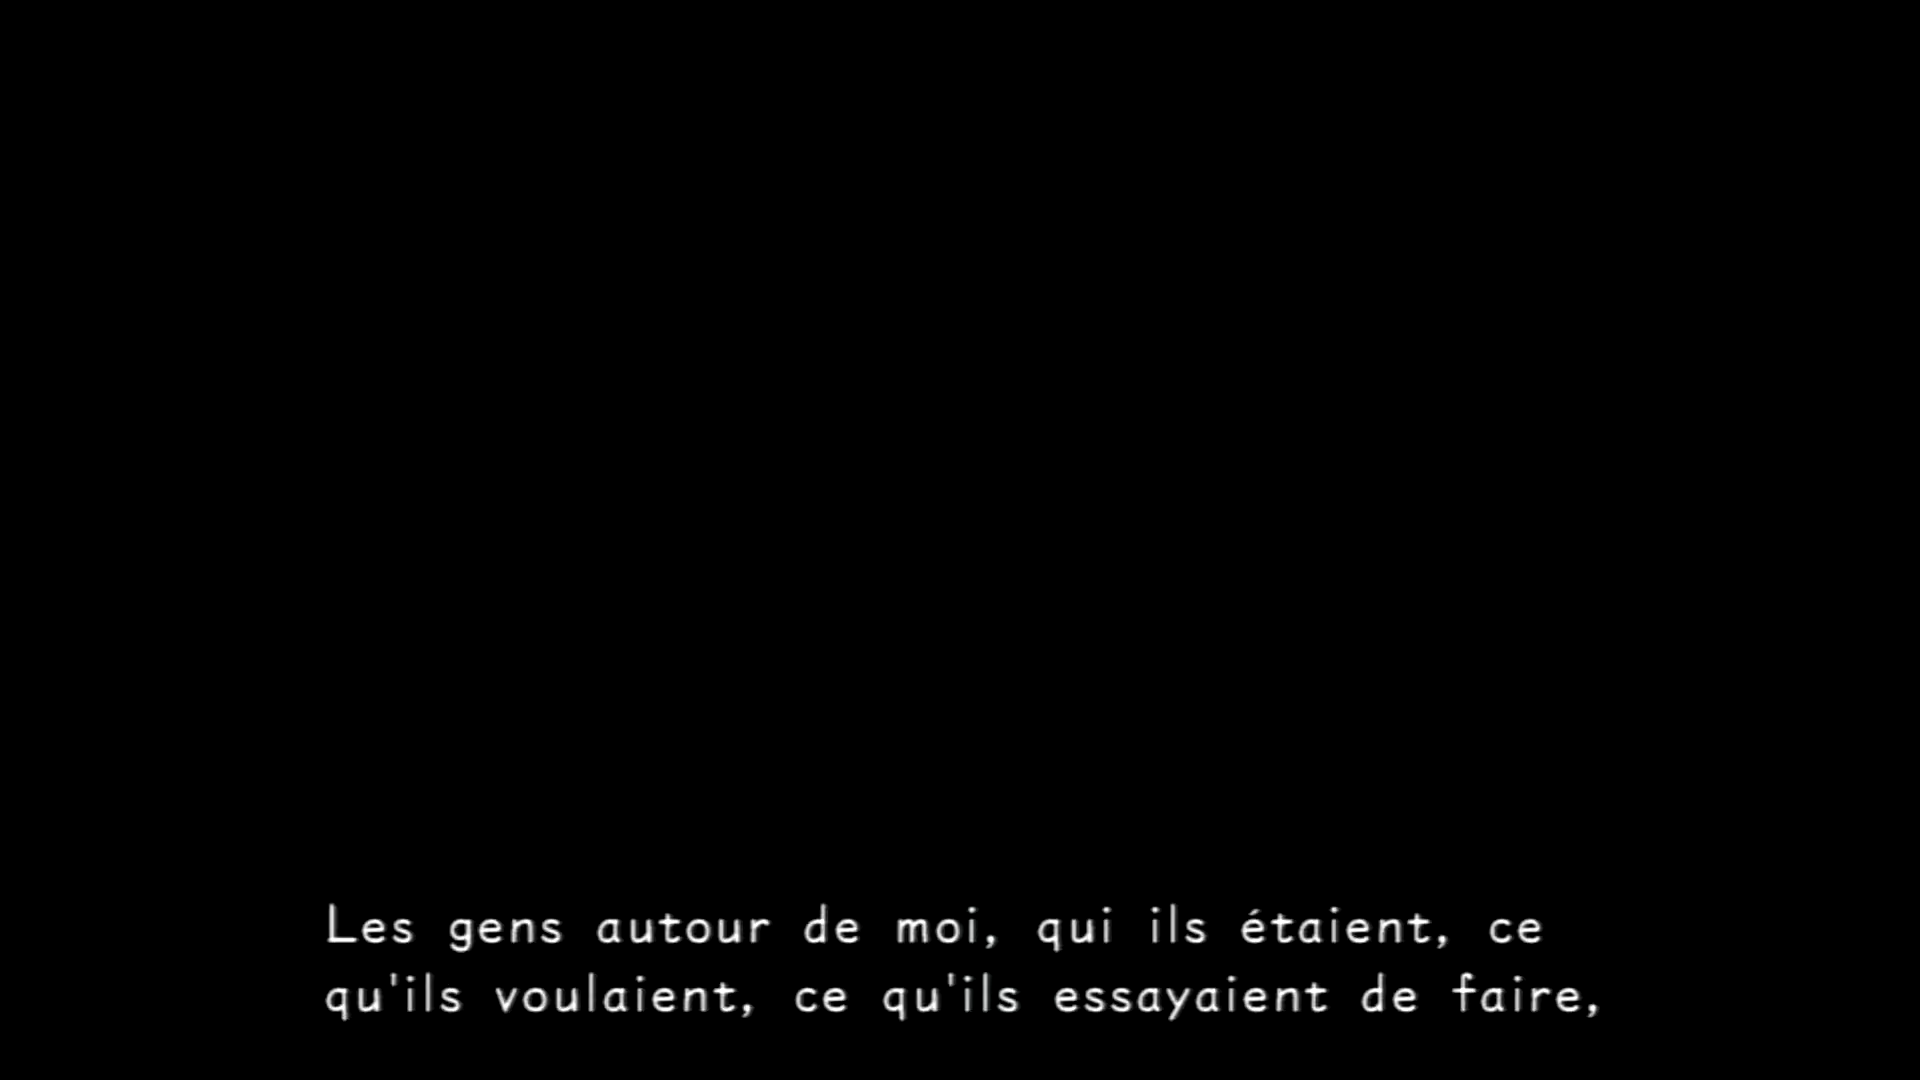 Les gens autour de moi, qui ils étaient, ce
qu'ils voulaient, ce qu'ils essayaient de faire,